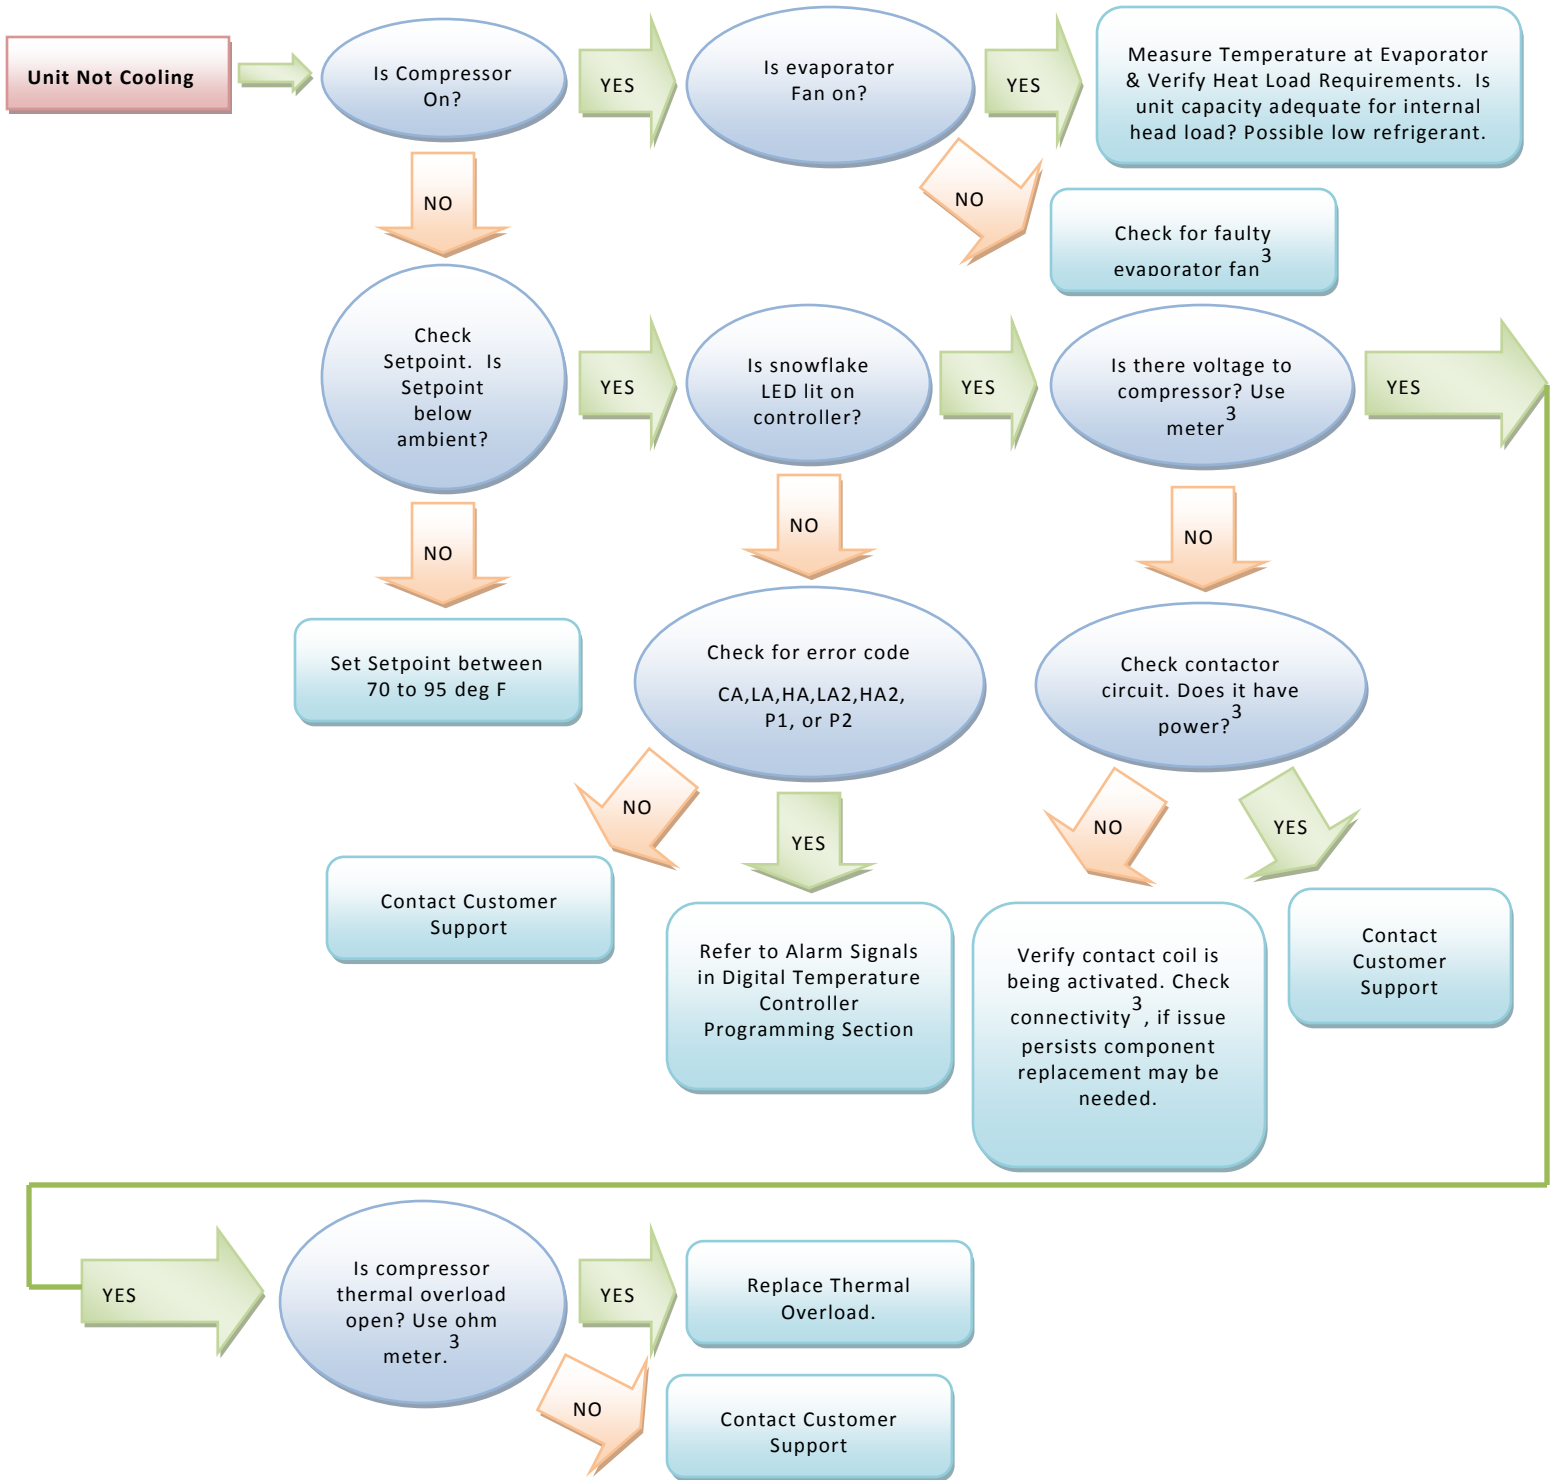 Unit Not Cooling
Is Compressor
On?
YES
Is evaporator
Fan on?
YES
Measure Temperature at Evaporator
& Verify Heat Load Requirements. Is
unit capacity adequate for internal
head load? Possible low refrigerant.
NO
NO
Check for faulty
evaporator fan3
Check
Setpoint. Is
Setpoint
below
ambient?
YES
Is snowflake
LED lit on
controller?
YES
Is there voltage to
compressor? Use
meter3
YES
NO
NO
NO
Set Setpoint between
70 to 95 deg F
Check for error code
CA,LA,HA,LA2,HA2,
P1, or P2
Check contactor
circuit. Does it have
power?3
NO
YES
NO
YES
Contact Customer
Support
Refer to Alarm Signals
in Digital Temperature
Controller
Programming Section
Verify contact coil is
being activated. Check
connectivity3, if issue
persists component
replacement may be
needed.
Contact
Customer
Support
YES
Is compressor
thermal overload
open? Use ohm
meter.3
YES
Replace Thermal
Overload.
NO
Contact Customer
Support